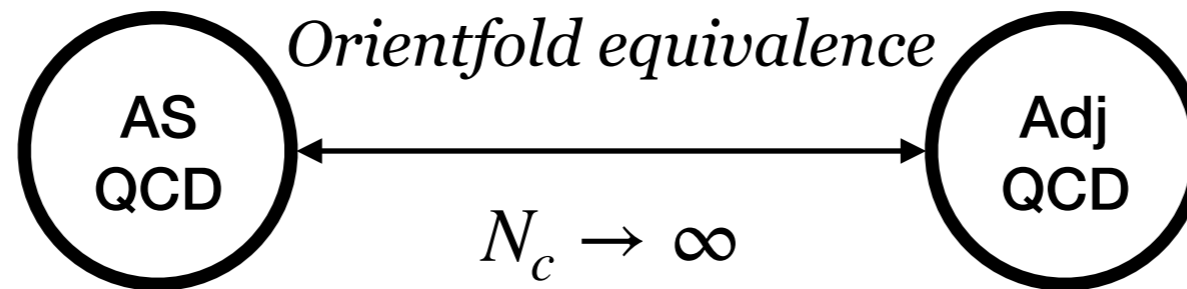 Orientfold equivalence
AS
QCD
Adj
QCD
N_c → ∞